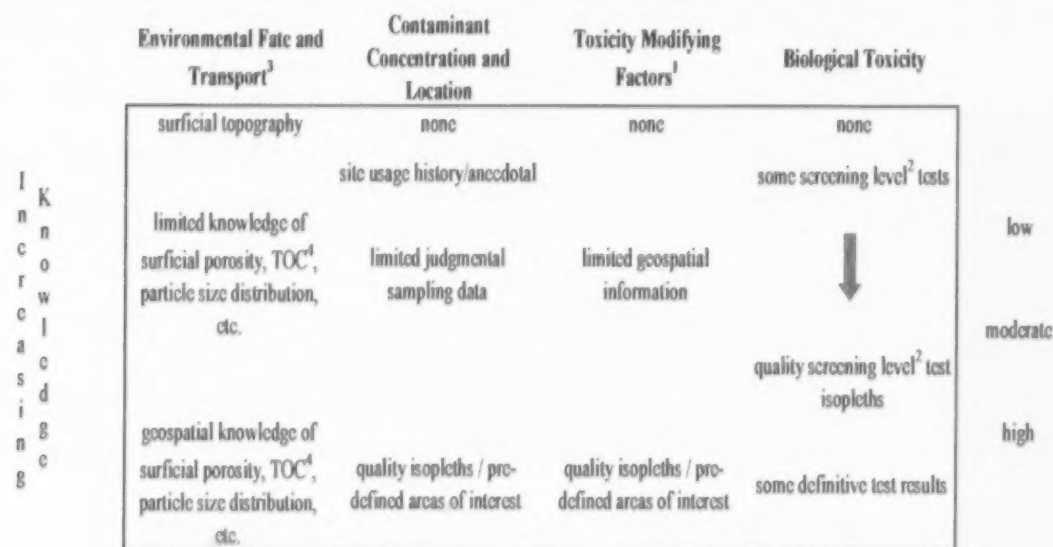 Environmental Fate and Transport³
Contaminant Concentration and Location
Toxicity Modifying Factors¹
Biological Toxicity
surficial topography
none
none
none
site usage history/anecdotal
some screening level² tests
limited knowledge of
surficial porosity, TOC⁴,
particle size distribution,
etc.
limited judgmental
sampling data
limited geospatial
information
quality screening level² test
isopleths
geospatial knowledge of
surficial porosity, TOC⁴,
particle size distribution,
etc.
quality isopleths / pre-
defined areas of interest
quality isopleths / pre-
defined areas of interest
some definitive test results
Increasing
Knowledge
low
moderate
high